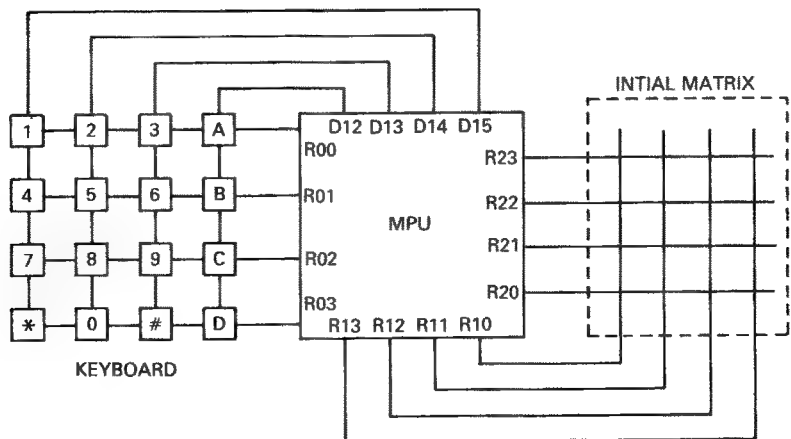 INTIAL MATRIX
1 2 3 A
D12 D13 D14 D15
R00
R23
4 5 6 B
R01
R22
MPU
R21
7 8 9 C
R02
R20
R03
* 0 # D
R13 R12 R11 R10
KEYBOARD